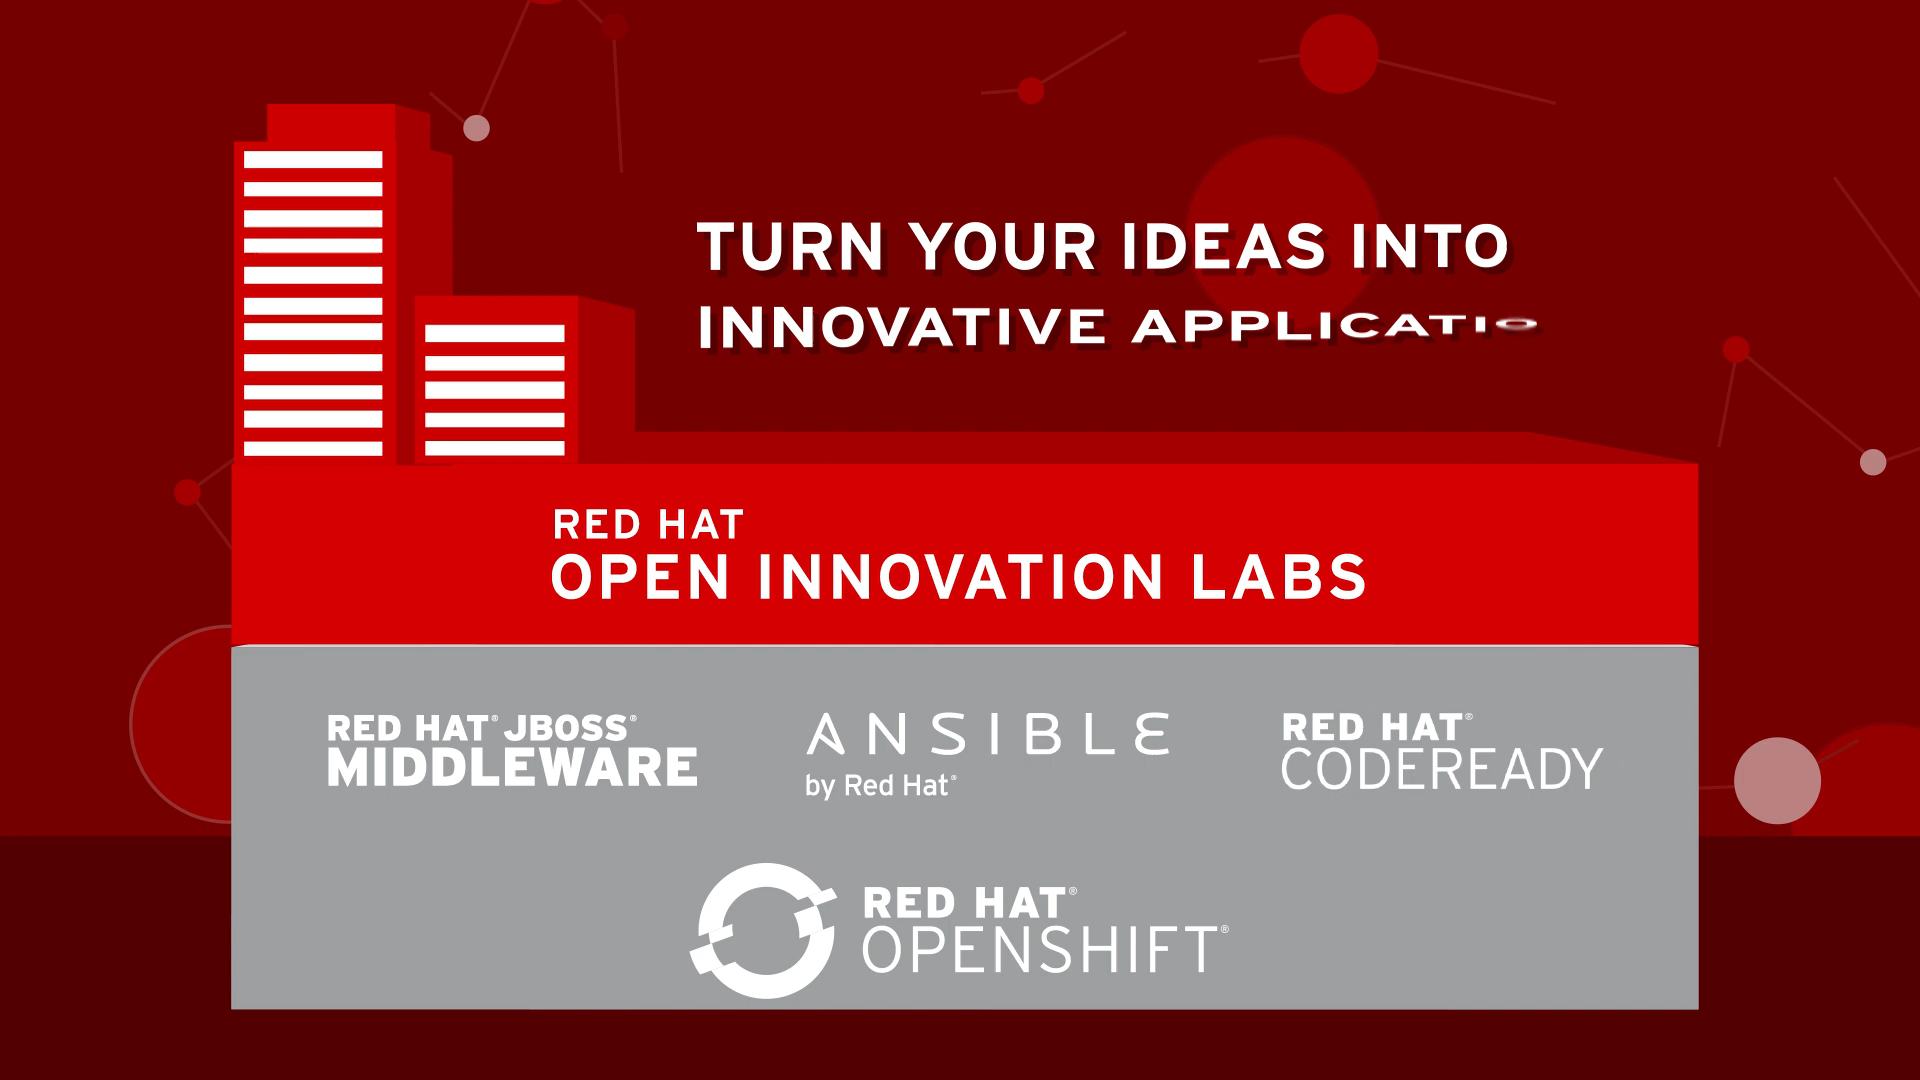 TURN YOUR IDEAS INTO
INNOVATIVE APPLICATIO
RED HAT
OPEN INNOVATION LABS
RED HAT® JBOSS®
MIDDLEWARE
ANSIBLE
by Red Hat®
RED HAT®
CODEREADY
RED HAT®
OPENSHIFT®